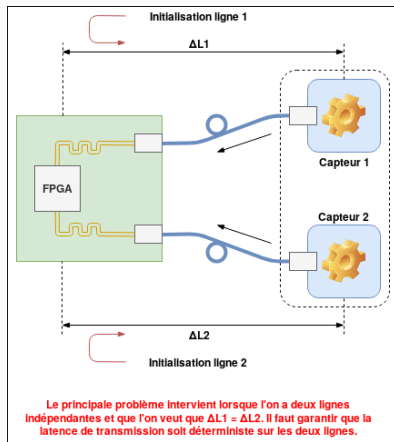 Initialisation ligne 1
ΔL1
FPGA
Capteur 1
Capteur 2
ΔL2
Initialisation ligne 2
Le principale problème intervient lorsque l'on a deux lignes
indépendantes et que l'on veut que ΔL1 = ΔL2. Il faut garantir que la
latence de transmission soit déterministe sur les deux lignes.